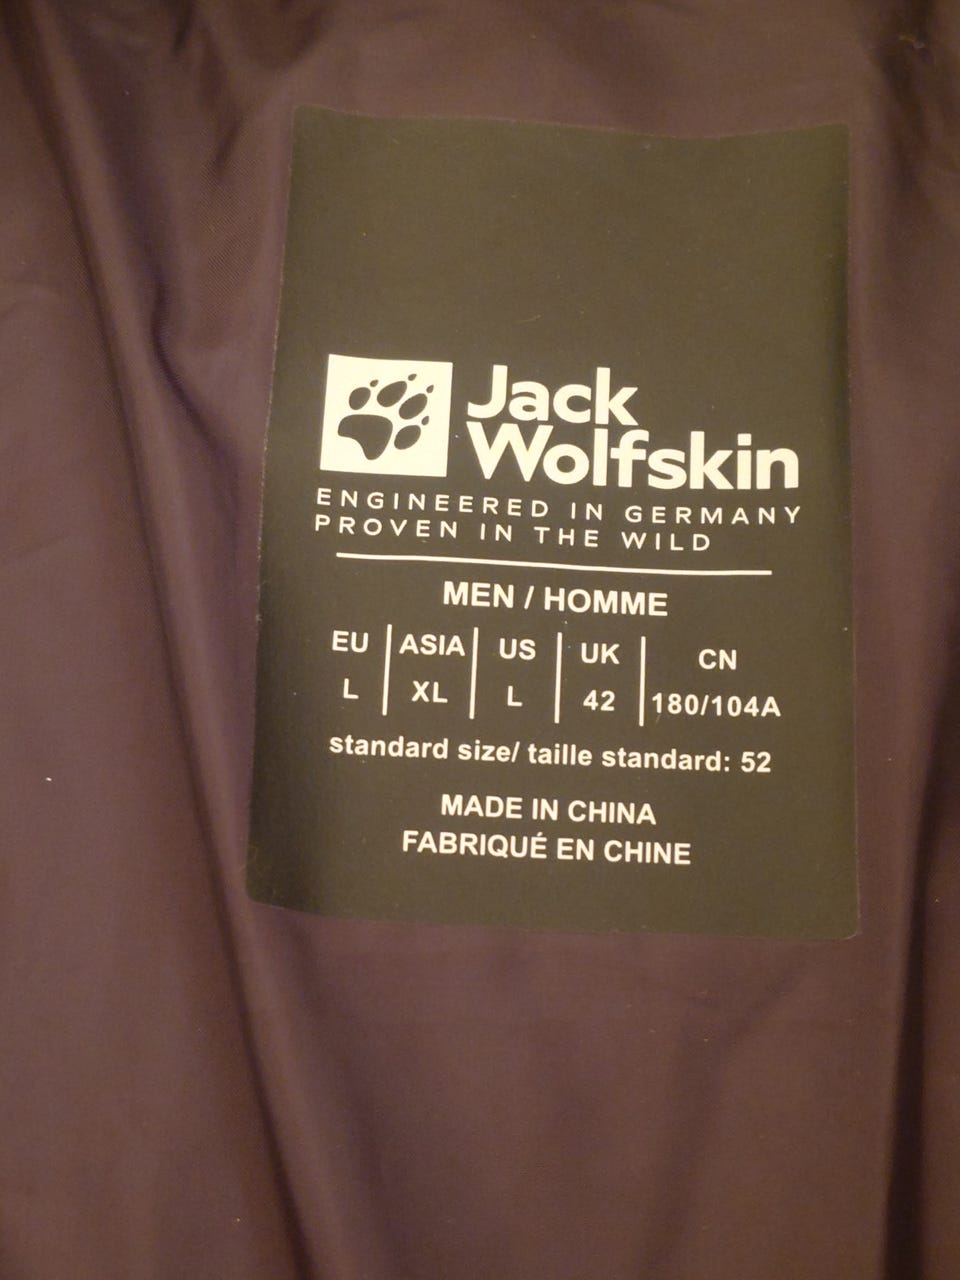 Jack
Wolfskin
ENGINEERED IN GERMANY
PROVEN IN THE WILD
MEN / HOMME
EU | ASIA | US | UK | CN
L | XL | L | 42 | 180/104A
standard size/ taille standard: 52
MADE IN CHINA
FABRIQUÉ EN CHINE